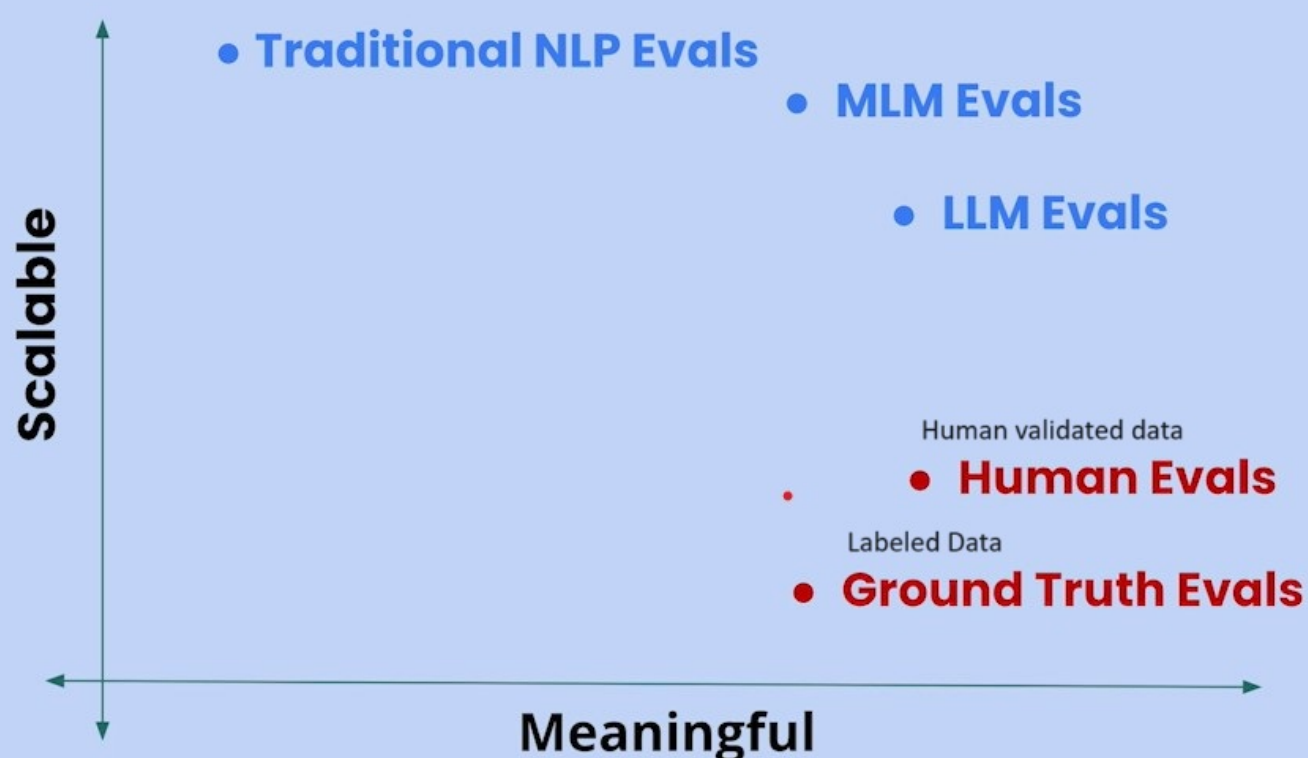 Traditional NLP Evals
MLM Evals
LLM Evals
Scalable
Human validated data
Human Evals
Labeled Data
Ground Truth Evals
Meaningful